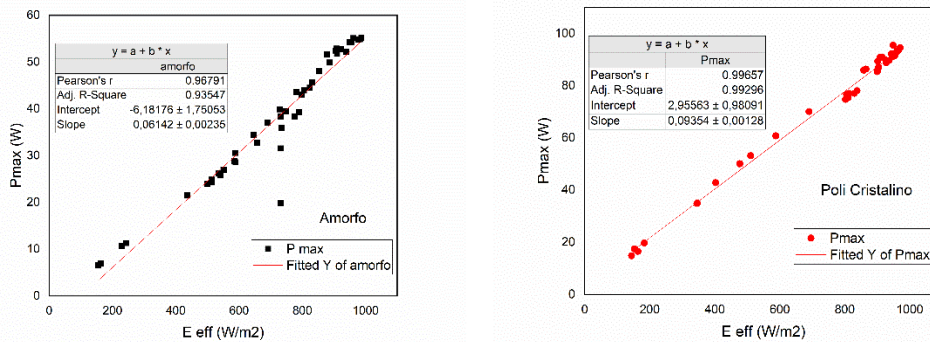 60
50
40
30
20
10
0
Pmax (W)
y = a + b * x
amorfo
Pearson's r 0.96791
Adj. R-Square 0.93547
Intercept -6,18176 ± 1,75053
Slope 0,06142 ± 0,00235
Amorfo
P max
Fitted Y of amorfo
0 200 400 600 800 1000
E eff (W/m2)
100
80
60
40
20
0
Pmax (W)
y = a + b * x
Pmax
Pearson's r 0.99657
Adj. R-Square 0.99296
Intercept 2,95563 ± 0,98091
Slope 0,09354 ± 0,00128
Poli Cristalino
Pmax
Fitted Y of Pmax
0 200 400 600 800 1000
E eff (W/m2)